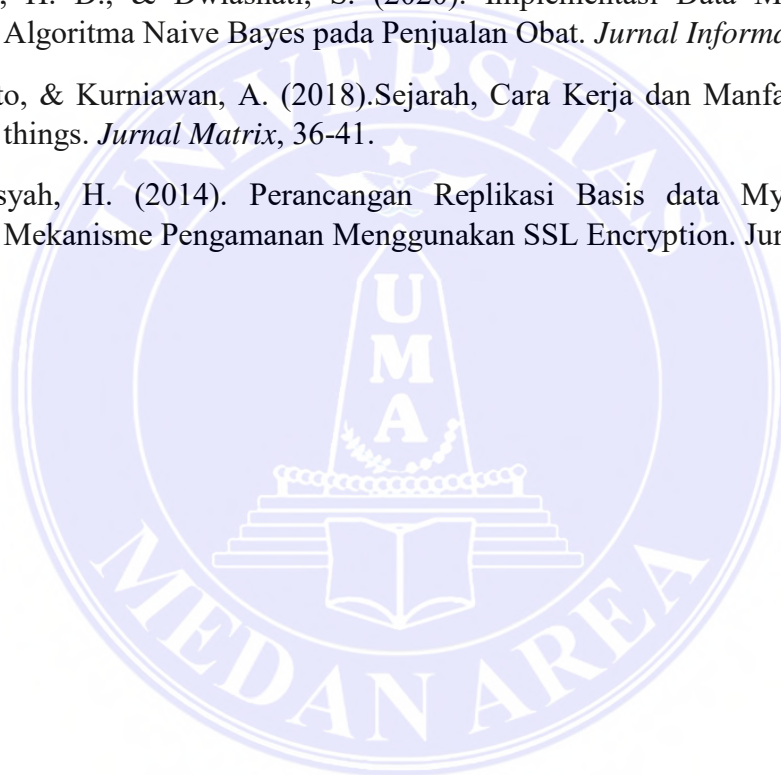 H. D., & Dwiasnati, S. (2020). Implementasi Data M
Algoritma Naive Bayes pada Penjualan Obat. Jurnal Informa
to, & Kurniawan, A. (2018).Sejarah, Cara Kerja dan Manfa
things. Jurnal Matrix, 36-41.
syah, H. (2014). Perancangan Replikasi Basis data My
Mekanisme Pengamanan Menggunakan SSL Encryption. Jur
UNIVERSITAS
U
M
A
MEDAN AREA